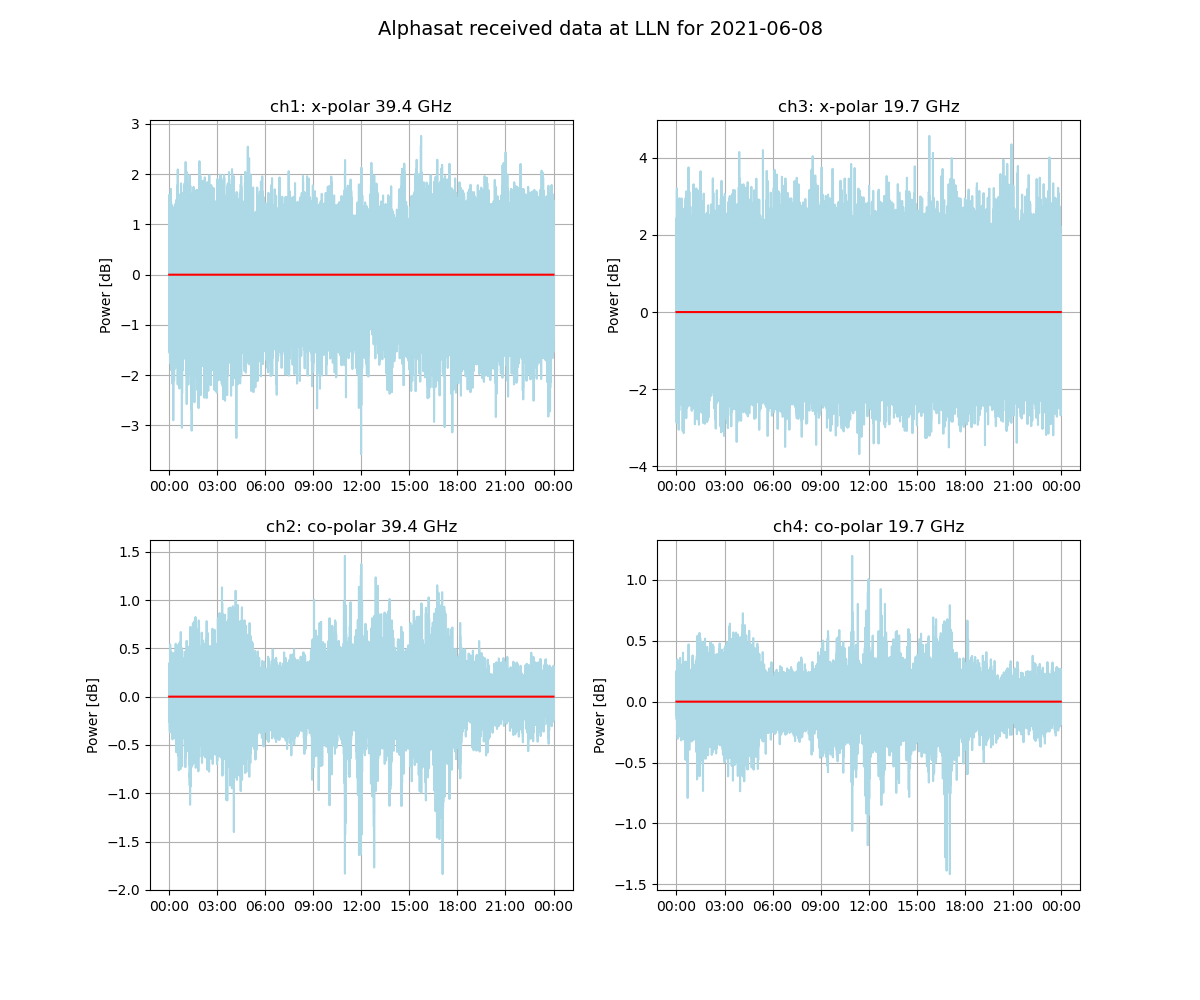 Alphasat received data at LLN for 2021-06-08
ch1: x-polar 39.4 GHz
3
2
1
0
−1
−2
−3
Power [dB]
00:00 03:00 06:00 09:00 12:00 15:00 18:00 21:00 00:00
ch3: x-polar 19.7 GHz
4
2
0
−2
−4
Power [dB]
00:00 03:00 06:00 09:00 12:00 15:00 18:00 21:00 00:00
ch2: co-polar 39.4 GHz
1.5
1.0
0.5
0.0
−0.5
−1.0
−1.5
−2.0
Power [dB]
00:00 03:00 06:00 09:00 12:00 15:00 18:00 21:00 00:00
ch4: co-polar 19.7 GHz
1.0
0.5
0.0
−0.5
−1.0
−1.5
Power [dB]
00:00 03:00 06:00 09:00 12:00 15:00 18:00 21:00 00:00